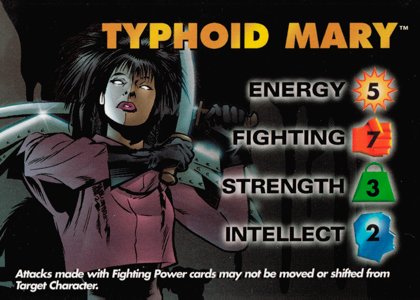 TYPHOID MARY™
ENERGY 5
FIGHTING 7
STRENGTH 3
INTELLECT 2
Attacks made with Fighting Power cards may not be moved or shifted from
Target Character.